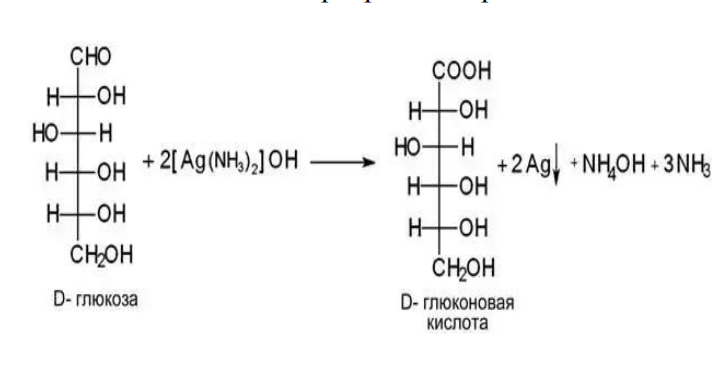 CHO
H OH
HO H
H OH
H OH
CH₂OH
D- глюкоза
+ 2[Ag(NH₃)₂]OH
COOH
H OH
HO H
H OH
H OH
CH₂OH
D- глюконовая
кислота
+2Ag↓ +NH₄OH + 3NH₃